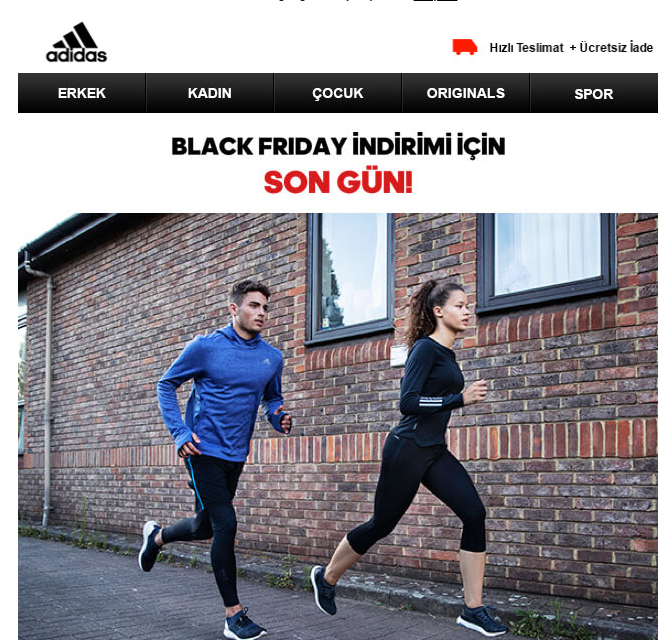 adidas
Hızlı Teslimat + Ücretsiz İade
ERKEK
KADIN
ÇOCUK
ORIGINALS
SPOR
BLACK FRIDAY İNDİRİMİ İÇİN
SON GÜN!